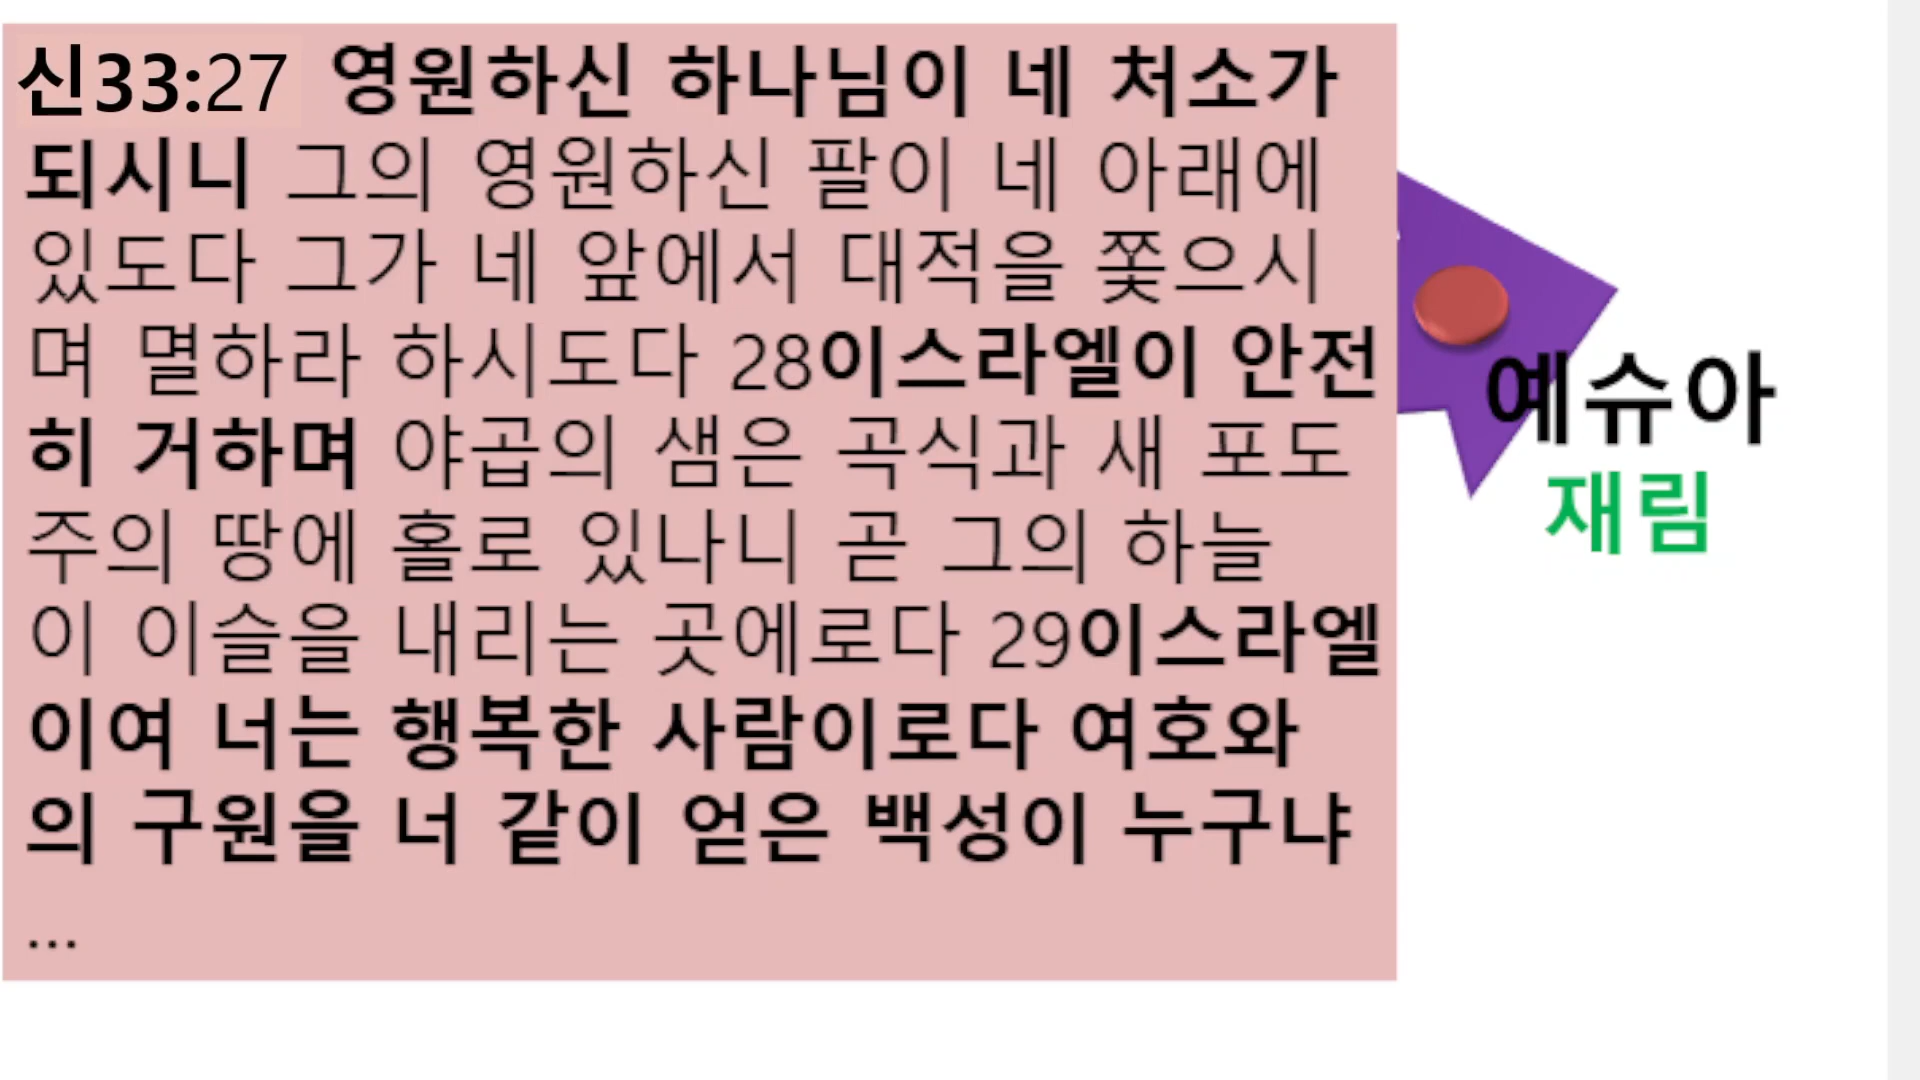 신33:27 영원하신 하나님이 네 처소가
되시니 그의 영원하신 팔이 네 아래에
있도다 그가 네 앞에서 대적을 쫓으시
며 멸하라 하시도다 28이스라엘이 안전
히 거하며 야곱의 샘은 곡식과 새 포도
주의 땅에 홀로 있나니 곧 그의 하늘
이 이슬을 내리는 곳에로다 29이스라엘
이여 너는 행복한 사람이로다 여호와
의 구원을 너 같이 얻은 백성이 누구냐
...
예슈아
재림